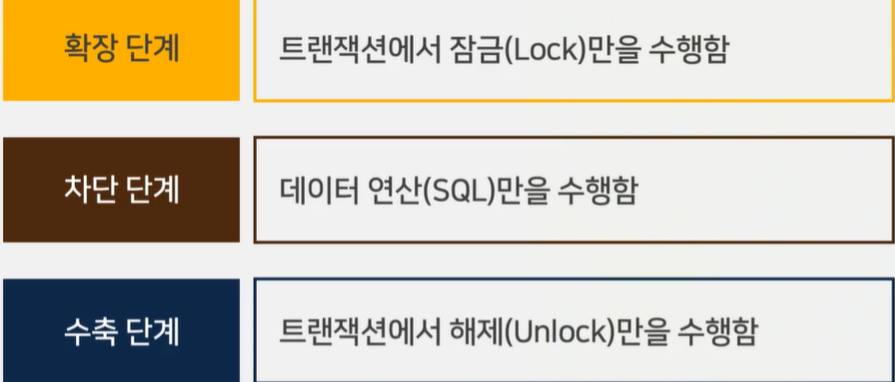 확장 단계
트랜잭션에서 잠금(Lock)만을 수행함
차단 단계
데이터 연산(SQL)만을 수행함
수축 단계
트랜잭션에서 해제(Unlock)만을 수행함